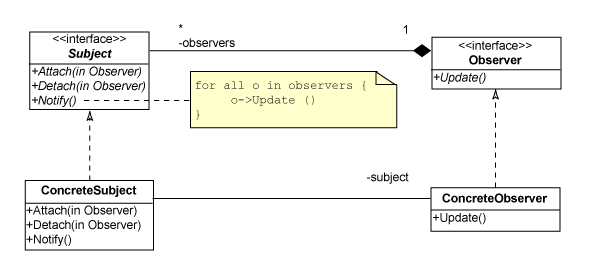 *
1
-observers
<<interface>>
Subject
+Attach(in Observer)
+Detach(in Observer)
+Notify()
<<interface>>
Observer
+Update()
for all o in observers {
o->Update ()
}
-subject
ConcreteSubject
+Attach(in Observer)
+Detach(in Observer)
+Notify()
ConcreteObserver
+Update()